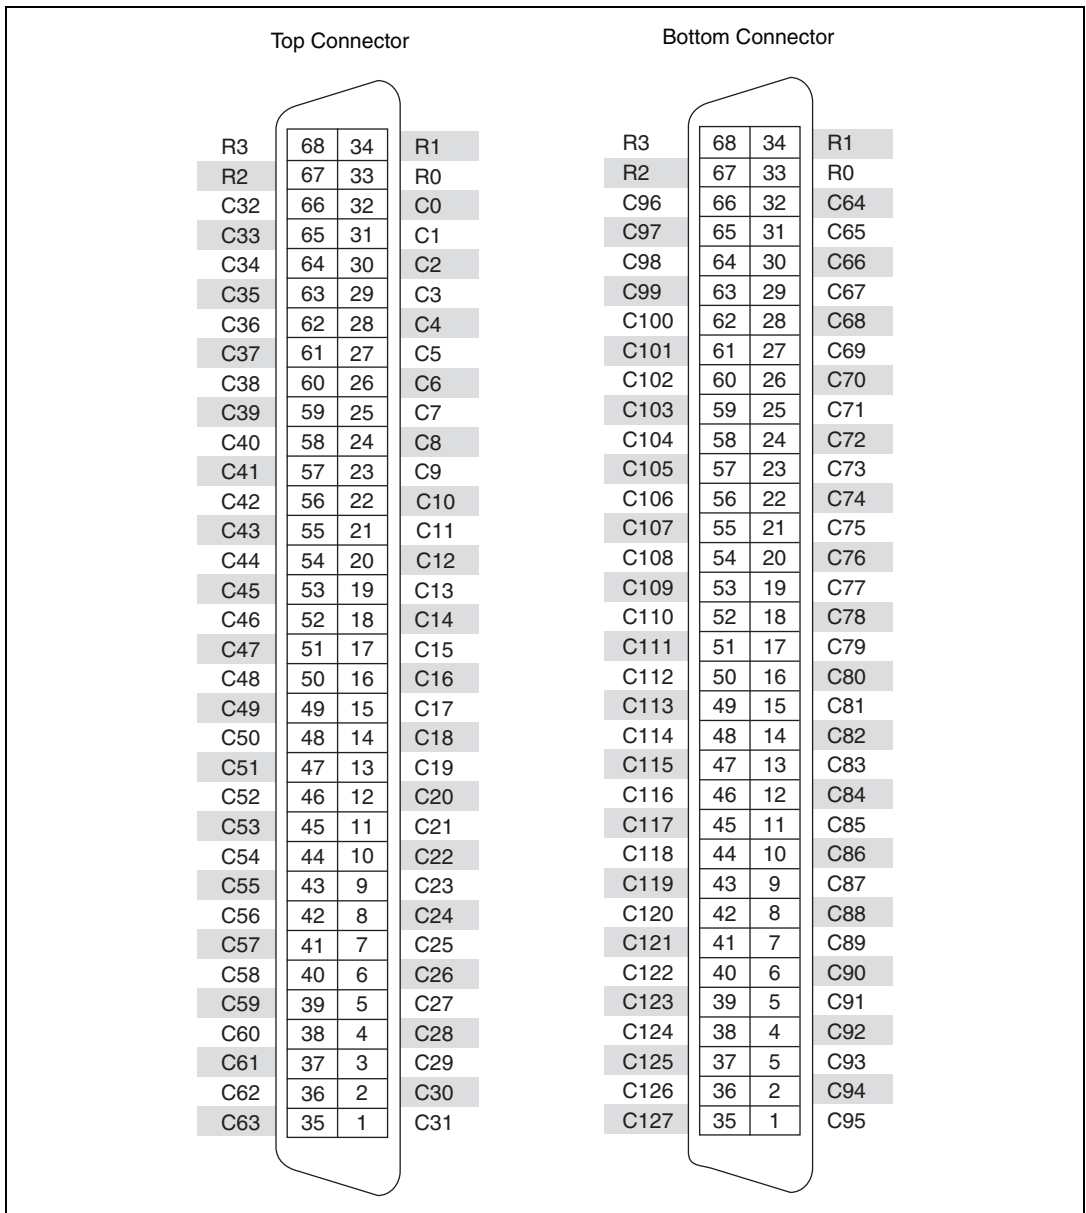 Top Connector Bottom Connector
R3 68 34 R1 R3 68 34 R1
R2 67 33 R0 R2 67 33 R0
C32 66 32 C0 C96 66 32 C64
C33 65 31 C1 C97 65 31 C65
C34 64 30 C2 C98 64 30 C66
C35 63 29 C3 C99 63 29 C67
C36 62 28 C4 C100 62 28 C68
C37 61 27 C5 C101 61 27 C69
C38 60 26 C6 C102 60 26 C70
C39 59 25 C7 C103 59 25 C71
C40 58 24 C8 C104 58 24 C72
C41 57 23 C9 C105 57 23 C73
C42 56 22 C10 C106 56 22 C74
C43 55 21 C11 C107 55 21 C75
C44 54 20 C12 C108 54 20 C76
C45 53 19 C13 C109 53 19 C77
C46 52 18 C14 C110 52 18 C78
C47 51 17 C15 C111 51 17 C79
C48 50 16 C16 C112 50 16 C80
C49 49 15 C17 C113 49 15 C81
C50 48 14 C18 C114 48 14 C82
C51 47 13 C19 C115 47 13 C83
C52 46 12 C20 C116 46 12 C84
C53 45 11 C21 C117 45 11 C85
C54 44 10 C22 C118 44 10 C86
C55 43 9 C23 C119 43 9 C87
C56 42 8 C24 C120 42 8 C88
C57 41 7 C25 C121 41 7 C89
C58 40 6 C26 C122 40 6 C90
C59 39 5 C27 C123 39 5 C91
C60 38 4 C28 C124 38 4 C92
C61 37 3 C29 C125 37 5 C93
C62 36 2 C30 C126 36 2 C94
C63 35 1 C31 C127 35 1 C95